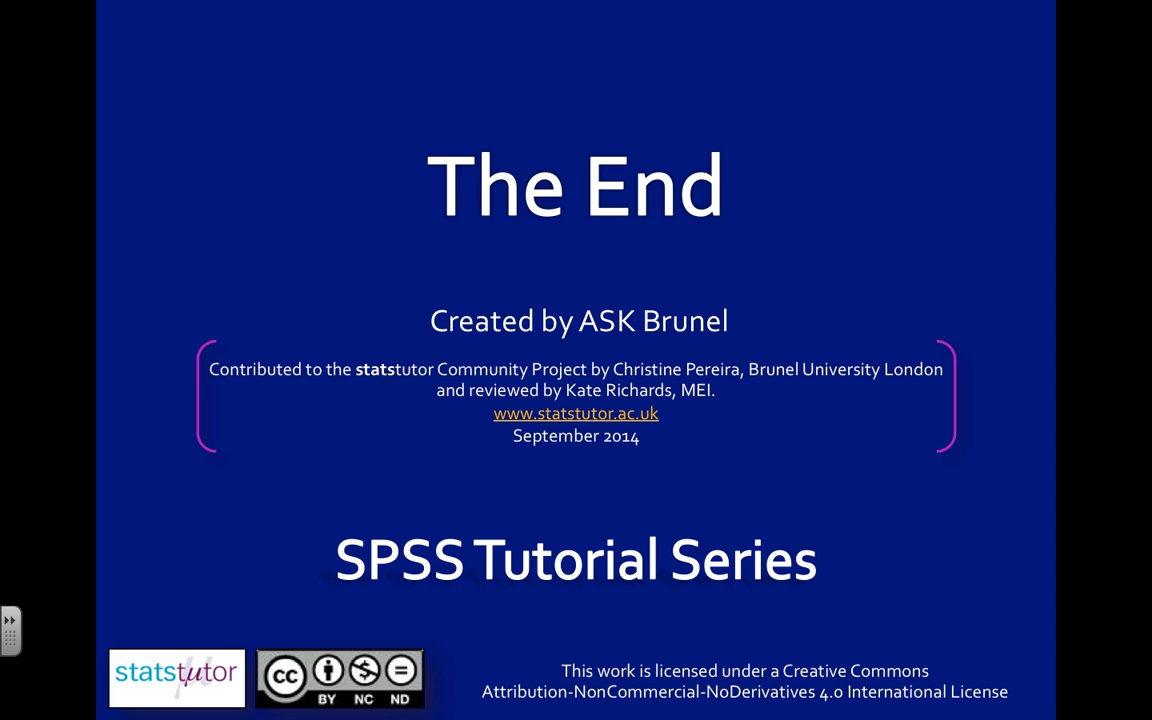 The End
Created by ASK Brunel
Contributed to the statstutor Community Project by Christine Pereira, Brunel University London
and reviewed by Kate Richards, MEI.
www.statstutor.ac.uk
September 2014
SPSS Tutorial Series
statstutor
cc
BY NC ND
This work is licensed under a Creative Commons
Attribution-NonCommercial-NoDerivatives 4.0 International License